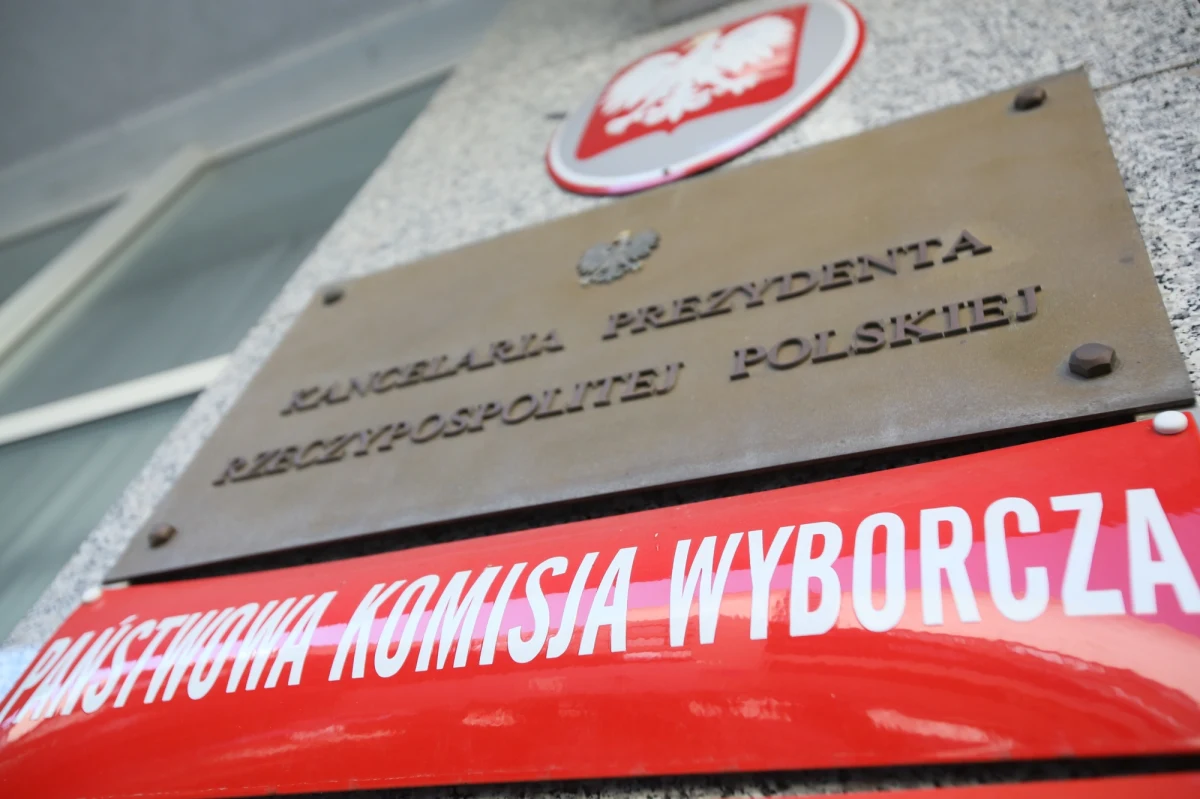 KANCELARIA PREZYDENTA
RZECZYPOSPOLITEJ POLSKIEJ
PAŃSTWOWA KOMISJA WYBORCZA